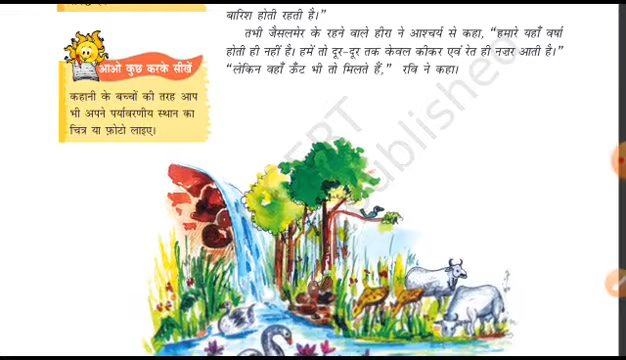 बारिश होती रहती है।”
तभी जैसलमेर के रहने वाले हीरा ने आश्चर्य से कहा, “हमारे यहाँ वर्षा
होती ही नहीं है। हमें तो दूर-दूर तक केवल कीकर एवं रेत ही नजर आती है।”
“लेकिन वहाँ ऊँट भी तो मिलते हैं,” रवि ने कहा।
आओ कुछ करके सीखें
कहानी के बच्चों की तरह आप
भी अपने पर्यावरणीय स्थान का
चित्र या फ़ोटो लाइए।